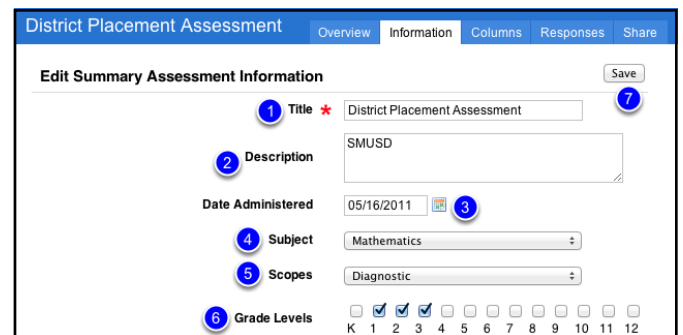 District Placement Assessment Overview Information Columns Responses Share
Edit Summary Assessment Information Save
7
1 Title * District Placement Assessment
2 Description SMUSD
Date Administered 05/16/2011 3
4 Subject Mathematics
5 Scopes Diagnostic
6 Grade Levels
K 1 2 3 4 5 6 7 8 9 10 11 12